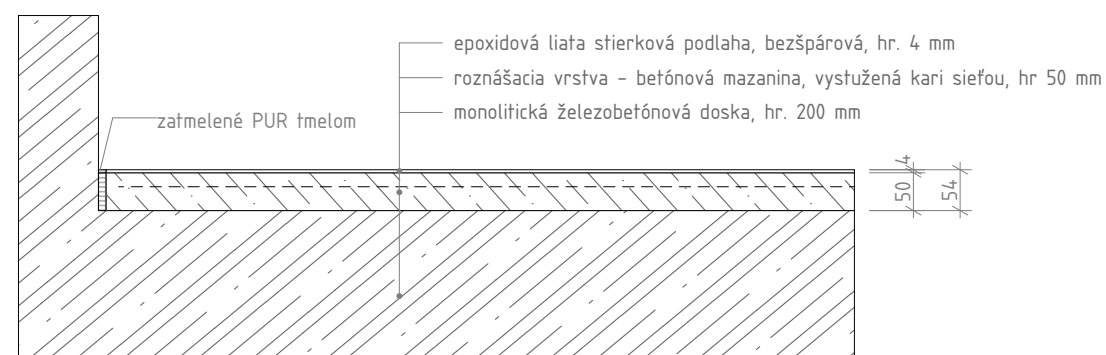 epoxidová liata stierková podlaha, bezšpárová, hr. 4 mm
roznášacia vrstva - betónová mazanina, vystužená kari sieťou, hr 50 mm
monolitická železobetónová doska, hr. 200 mm
zatmelené PUR tmelom
4
50
54